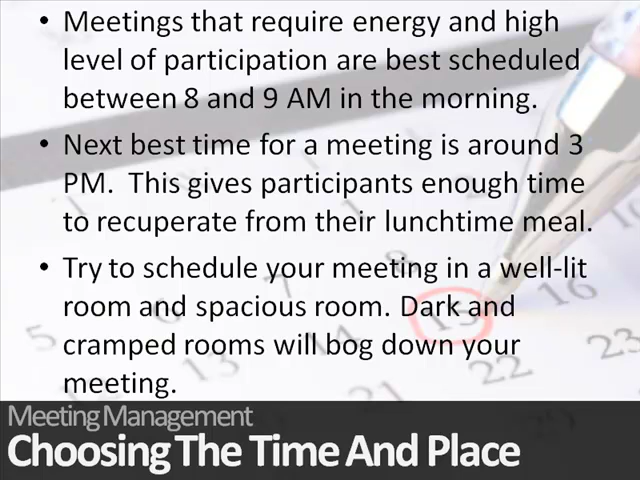 • Meetings that require energy and high
level of participation are best scheduled
between 8 and 9 AM in the morning.
• Next best time for a meeting is around 3
PM.  This gives participants enough time
to recuperate from their lunchtime meal.
• Try to schedule your meeting in a well-lit
room and spacious room. Dark and
cramped rooms will bog down your
meeting.
Meeting Management
Choosing The Time And Place